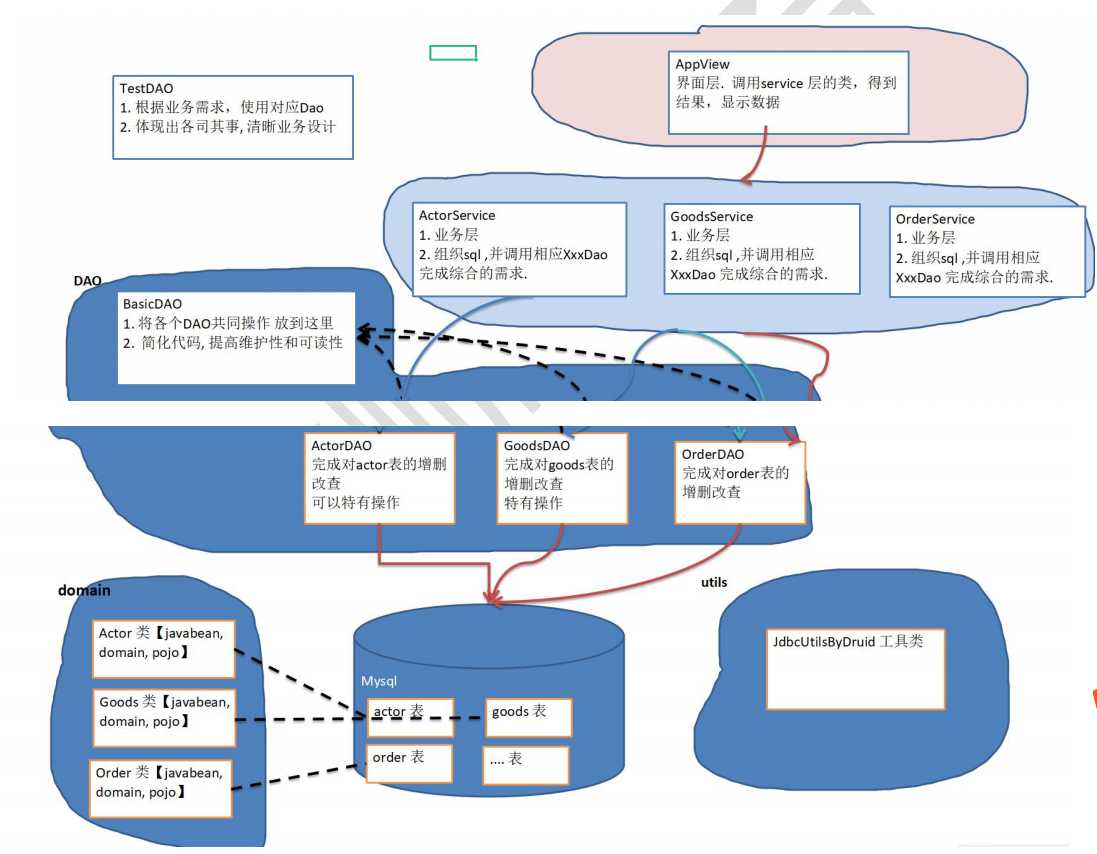 TestDAO
1. 根据业务需求，使用对应Dao
2. 体现出各司其事, 清晰业务设计
AppView
界面层. 调用service 层的类，得到
结果，显示数据
ActorService
1. 业务层
2. 组织sql ,并调用相应XxxDao
完成综合的需求.
GoodsService
1. 业务层
2. 组织sql ,并调用相应
XxxDao 完成综合的需求.
OrderService
1. 业务层
2. 组织sql ,并调用相应
XxxDao 完成综合的需求.
DAO
BasicDAO
1. 将各个DAO共同操作 放到这里
2. 简化代码, 提高维护性和可读性
ActorDAO
完成对actor表的增删
改查
可以特有操作
GoodsDAO
完成对goods表的
增删改查
特有操作
OrderDAO
完成对order表的
增删改查
domain
Actor 类【javabean,
domain, pojo】
Goods 类【javabean,
domain, pojo】
Order 类【javabean,
domain, pojo】
Mysql
actor 表
goods 表
order 表
.... 表
utils
JdbcUtilsByDruid 工具类